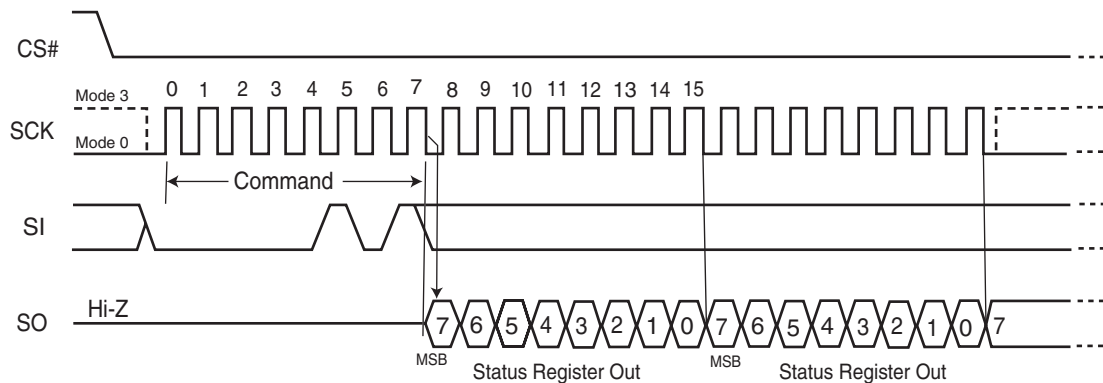 CS#
Mode 3
0 1 2 3 4 5 6 7 8 9 10 11 12 13 14 15
SCK
Mode 0
Command
SI
Hi-Z
SO
7 6 5 4 3 2 1 0 7 6 5 4 3 2 1 0 7
MSB
Status Register Out
MSB
Status Register Out